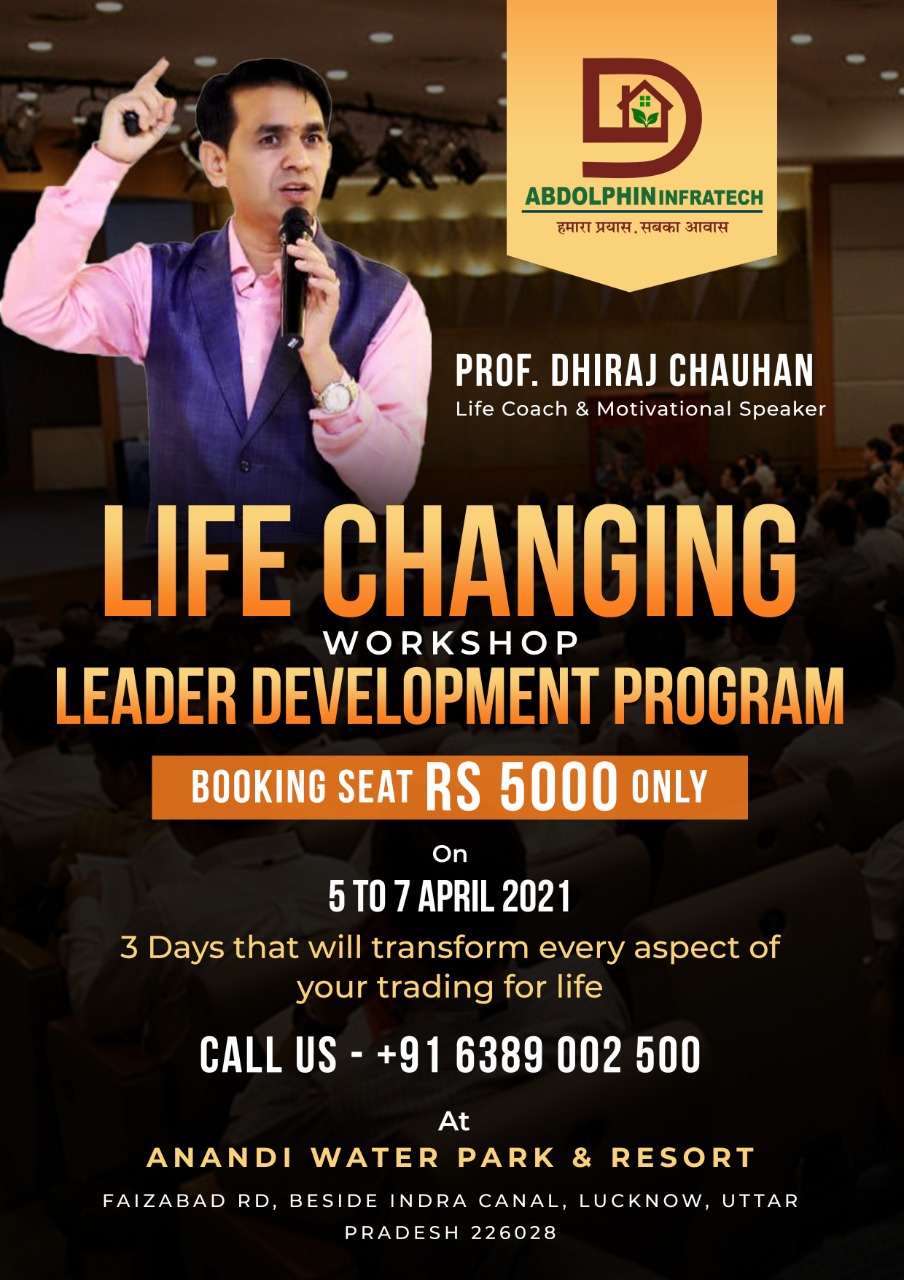 ABDOLPHIN INFRATECH
हमारा प्रयास.सबका आवास
PROF. DHIRAJ CHAUHAN
Life Coach & Motivational Speaker
LIFE CHANGING
WORKSHOP
LEADER DEVELOPMENT PROGRAM
BOOKING SEAT RS 5000 ONLY
On
5 TO 7 APRIL 2021
3 Days that will transform every aspect of
your trading for life
CALL US - +91 6389 002 500
At
ANANDI WATER PARK & RESORT
FAIZABAD RD, BESIDE INDRA CANAL, LUCKNOW, UTTAR
PRADESH 226028